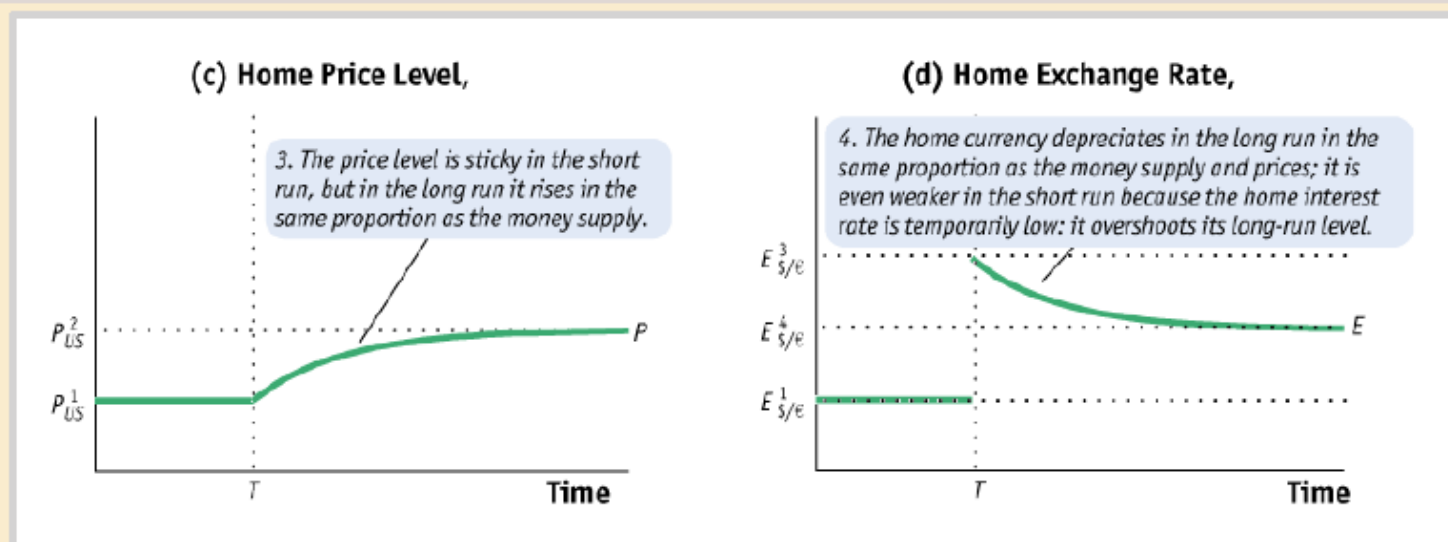 (c) Home Price Level,
3. The price level is sticky in the short
run, but in the long run it rises in the
same proportion as the money supply.
P²US
P
P¹US
T
Time
(d) Home Exchange Rate,
4. The home currency depreciates in the long run in the
same proportion as the money supply and prices; it is
even weaker in the short run because the home interest
rate is temporarily low: it overshoots its long-run level.
E³$/€
E⁴$/€
E
E¹$/€
T
Time